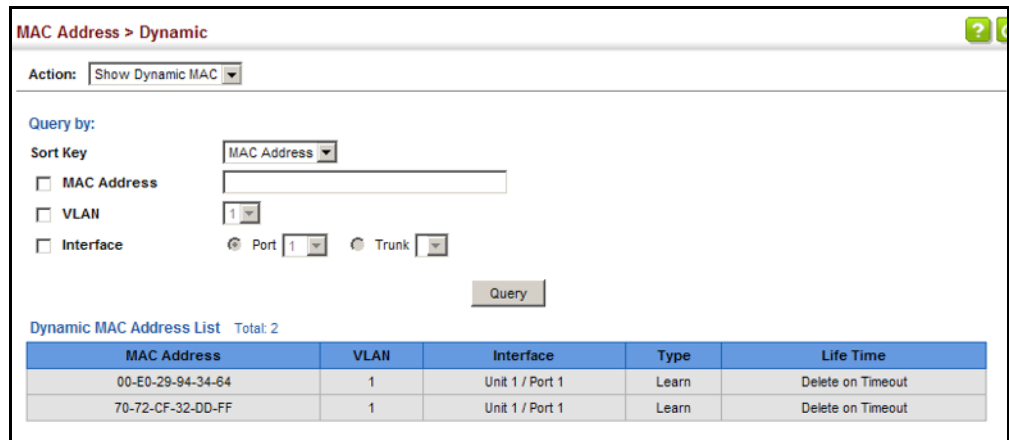 MAC Address > Dynamic
?
Action: Show Dynamic MAC
Query by:
Sort Key MAC Address
MAC Address
VLAN 1
Interface Port 1 Trunk
Query
Dynamic MAC Address List Total: 2
MAC Address VLAN Interface Type Life Time
00-E0-29-94-34-64 1 Unit 1 / Port 1 Learn Delete on Timeout
70-72-CF-32-DD-FF 1 Unit 1 / Port 1 Learn Delete on Timeout